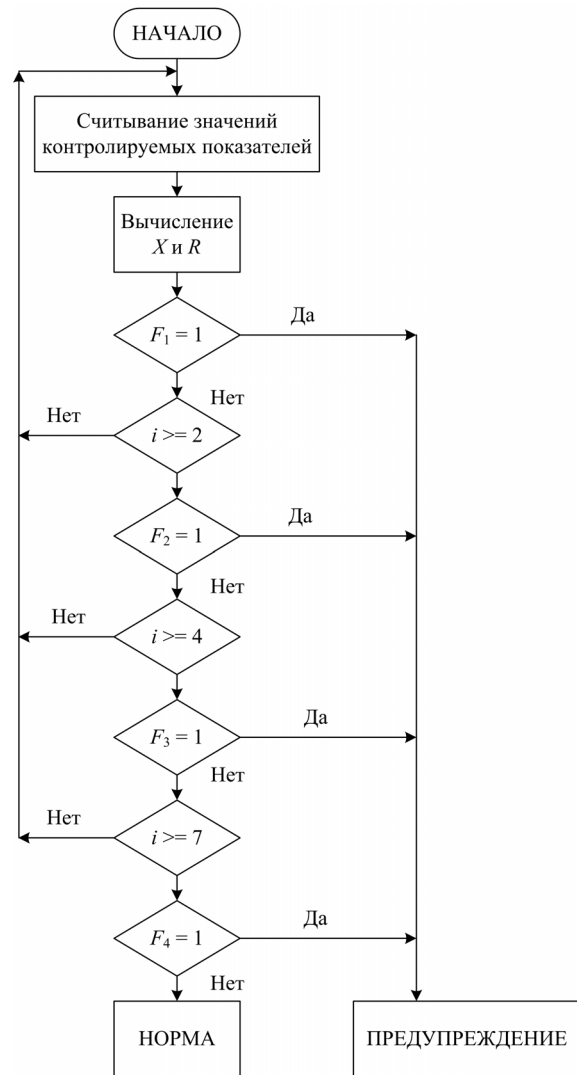 НАЧАЛО
Считывание значений
контролируемых показателей
Вычисление
X и R
F1 = 1
Да
Нет
i >= 2
Нет
F2 = 1
Да
Нет
i >= 4
Нет
F3 = 1
Да
Нет
i >= 7
Нет
F4 = 1
Да
Нет
НОРМА
ПРЕДУПРЕЖДЕНИЕ